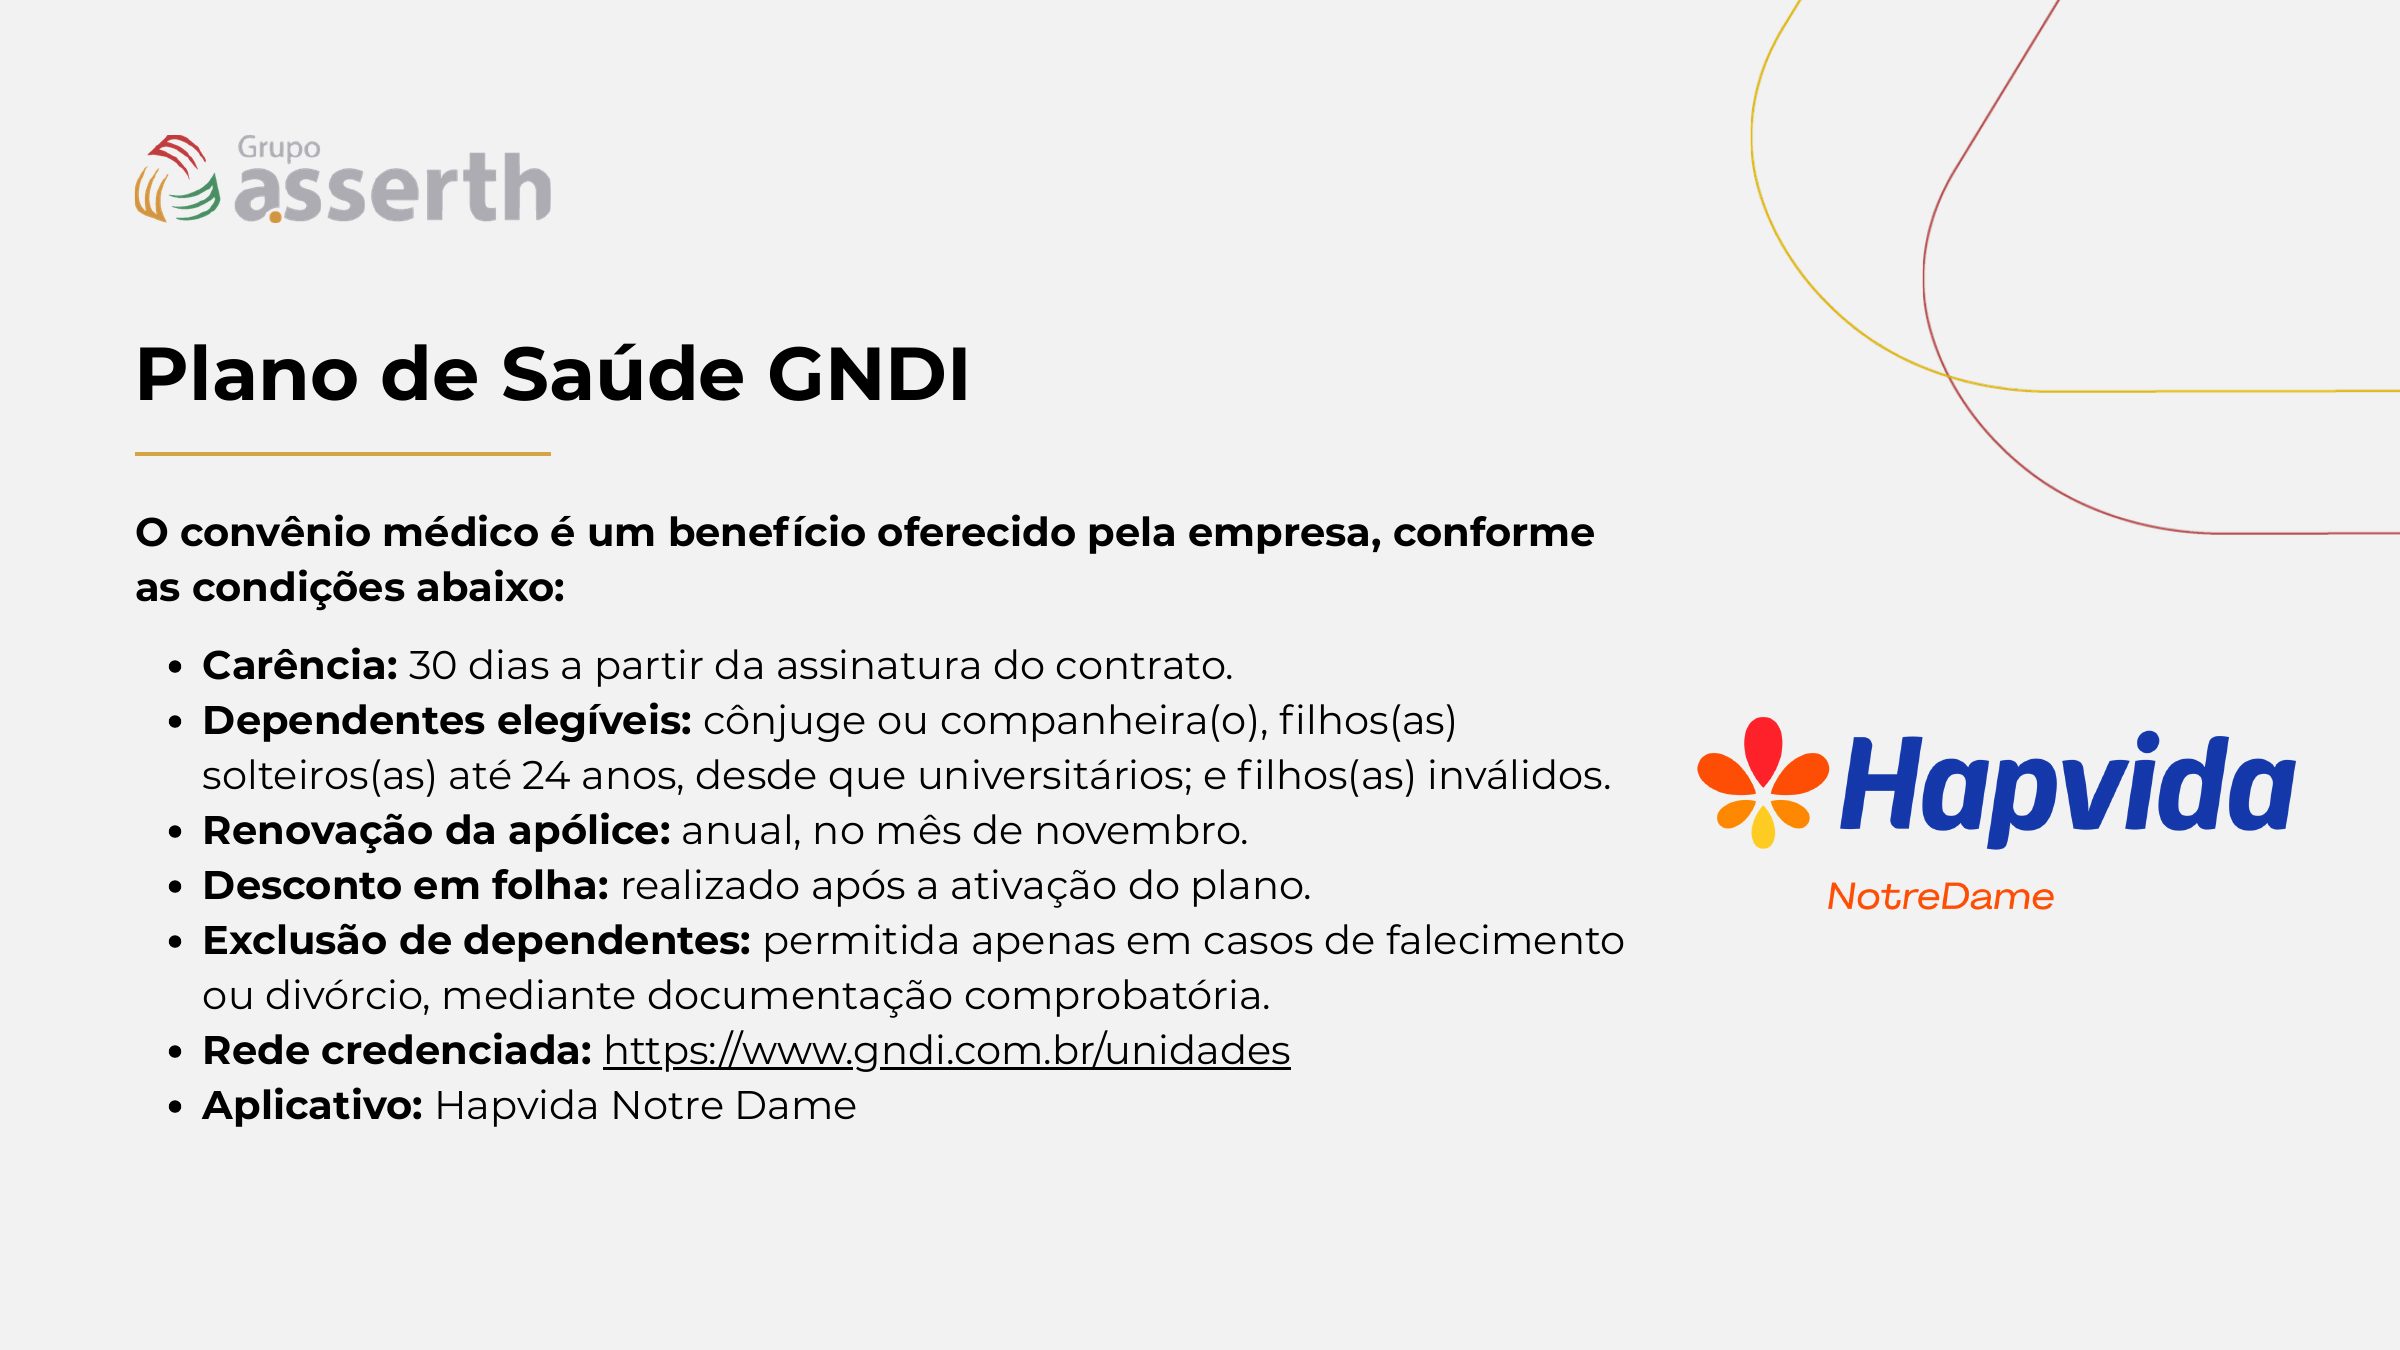 Grupo
asserth
Plano de Saúde GNDI
O convênio médico é um benefício oferecido pela empresa, conforme
as condições abaixo:
• Carência: 30 dias a partir da assinatura do contrato.
• Dependentes elegíveis: cônjuge ou companheira(o), filhos(as)
solteiros(as) até 24 anos, desde que universitários; e filhos(as) inválidos.
• Renovação da apólice: anual, no mês de novembro.
• Desconto em folha: realizado após a ativação do plano.
• Exclusão de dependentes: permitida apenas em casos de falecimento
ou divórcio, mediante documentação comprobatória.
• Rede credenciada: https://www.gndi.com.br/unidades
• Aplicativo: Hapvida Notre Dame
Hapvida
NotreDame